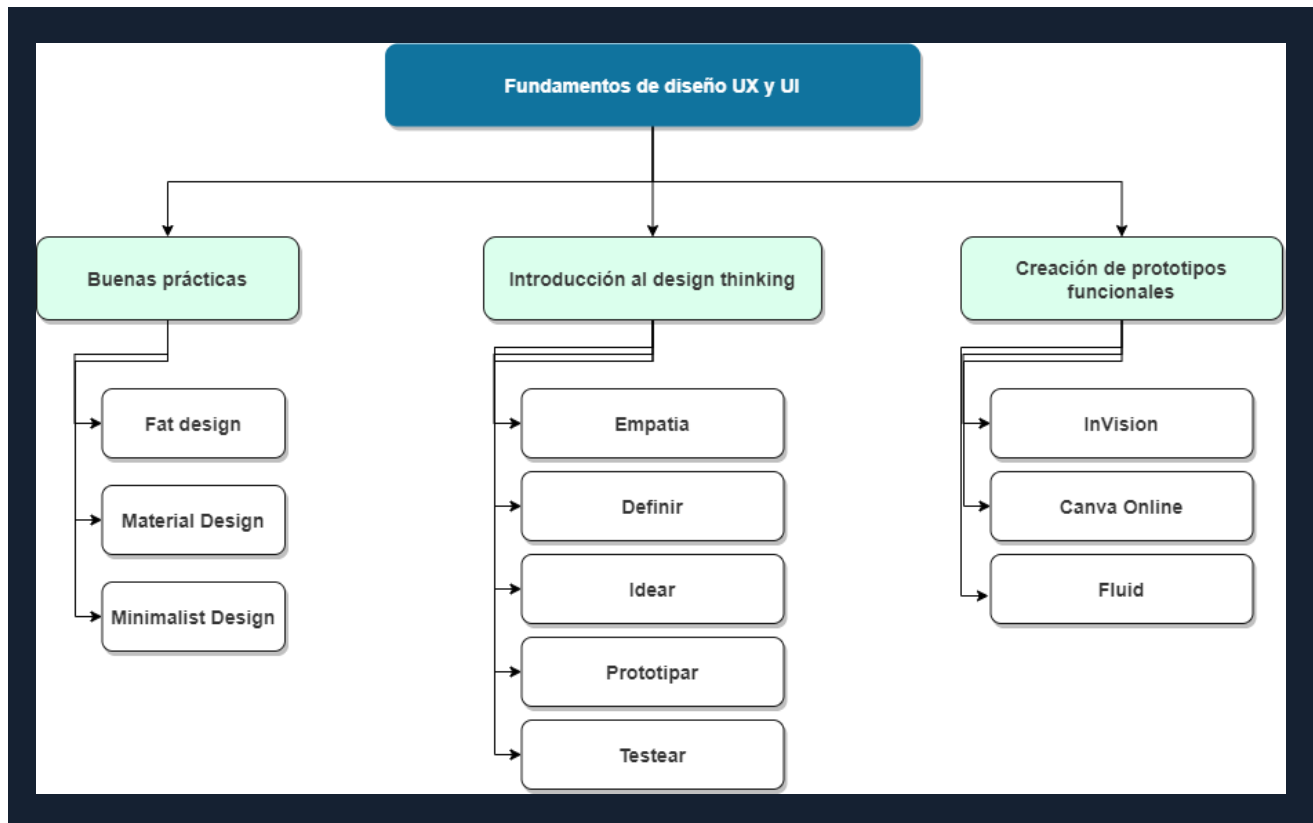 Fundamentos de diseño UX y UI
Buenas prácticas
Fat design
Material Design
Minimalist Design
Introducción al design thinking
Empatia
Definir
Idear
Prototipar
Testear
Creación de prototipos
funcionales
InVision
Canva Online
Fluid